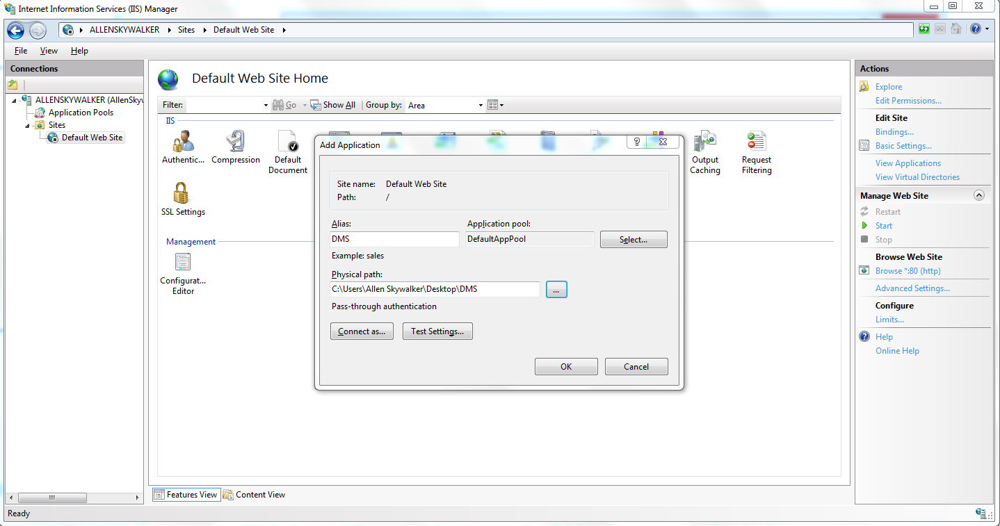 Internet Information Services (IIS) Manager
ALLENSKYWALKER Sites Default Web Site
File View Help
Connections
ALLENSKYWALKER (AllenSkyw
Application Pools
Sites
Default Web Site
Default Web Site Home
Filter: Go Show All Group by: Area
IIS
Authentic... Compression Default Document Output Caching Request Filtering
SSL Settings
Management
Configurat... Editor
Add Application
Site name: Default Web Site
Path: /
Alias: Application pool:
DMS DefaultAppPool Select...
Example: sales
Physical path:
C:\Users\Allen Skywalker\Desktop\DMS ...
Pass-through authentication
Connect as... Test Settings...
OK Cancel
Features View Content View
Actions
Explore
Edit Permissions...
Edit Site
Bindings...
Basic Settings...
View Applications
View Virtual Directories
Manage Web Site
Restart
Start
Stop
Browse Web Site
Browse *:80 (http)
Advanced Settings...
Configure
Limits...
Help
Online Help
Ready